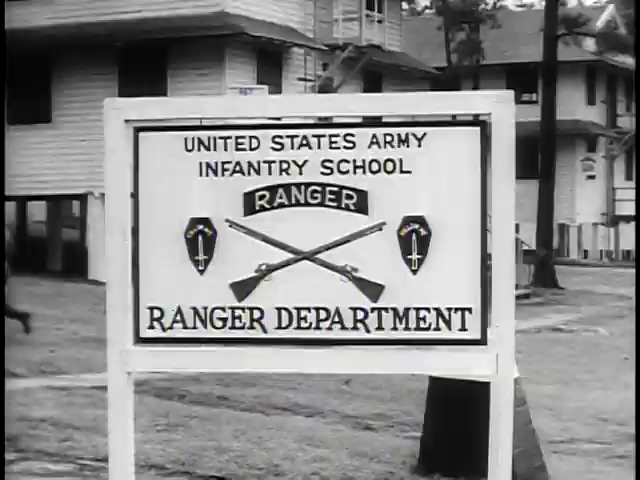 UNITED STATES ARMY
INFANTRY SCHOOL
RANGER
RANGER DEPARTMENT